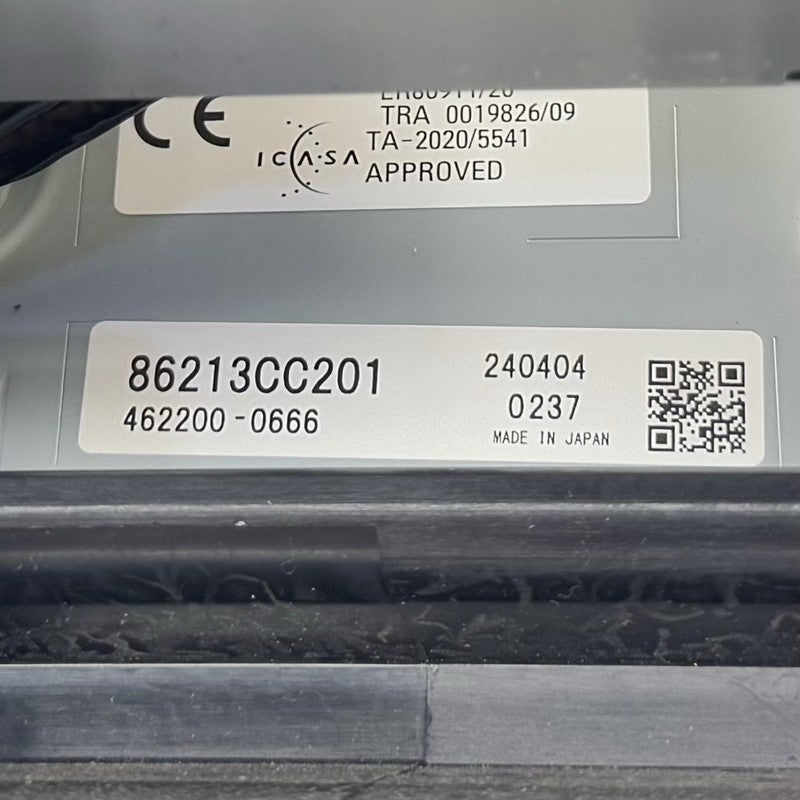 CE
TRA 0019826/09
ICASA
TA-2020/5541
APPROVED
86213CC201
462200-0666
240404
0237
MADE IN JAPAN